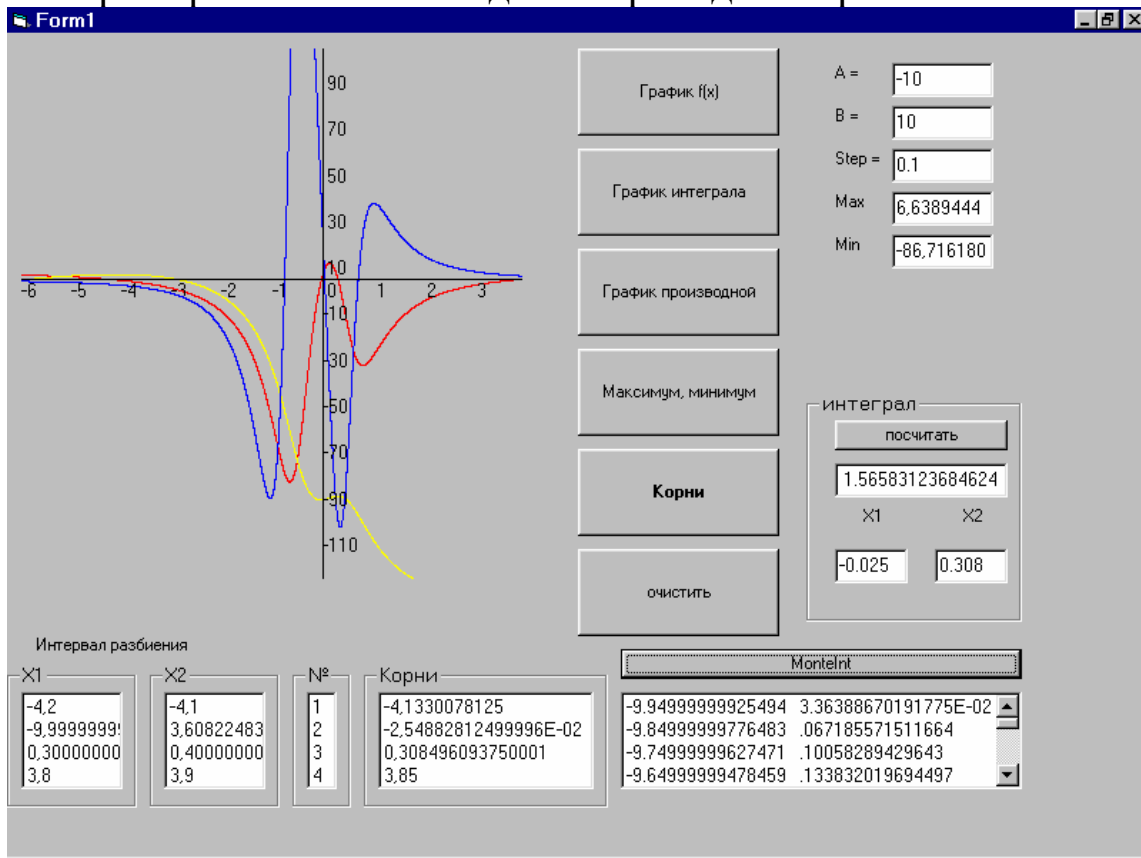 Form1
90
70
50
30
10
-6 -5 -4 -3 -2 -1 0 1 2 3
-10
-30
-50
-70
-90
-110
График f(x)
График интеграла
График производной
Максимум, минимум
Корни
очистить
A = -10
B = 10
Step = 0.1
Max 6,6389444
Min -86,716180
интеграл
посчитать
1.56583123684624
X1 X2
-0.025 0.308
Интервал разбиения
X1
-4,2
-9,9999999
0,30000000
3,8
X2
-4,1
3,60822483
0,40000000
3,9
№
1
2
3
4
Корни
-4,1330078125
-2,54882812499996E-02
0,308496093750001
3,85
MonteInt
-9.94999999925494 3.36388670191775E-02
-9.84999999776483 .067185571511664
-9.74999999627471 .10058289429643
-9.64999999478459 .133832019694497